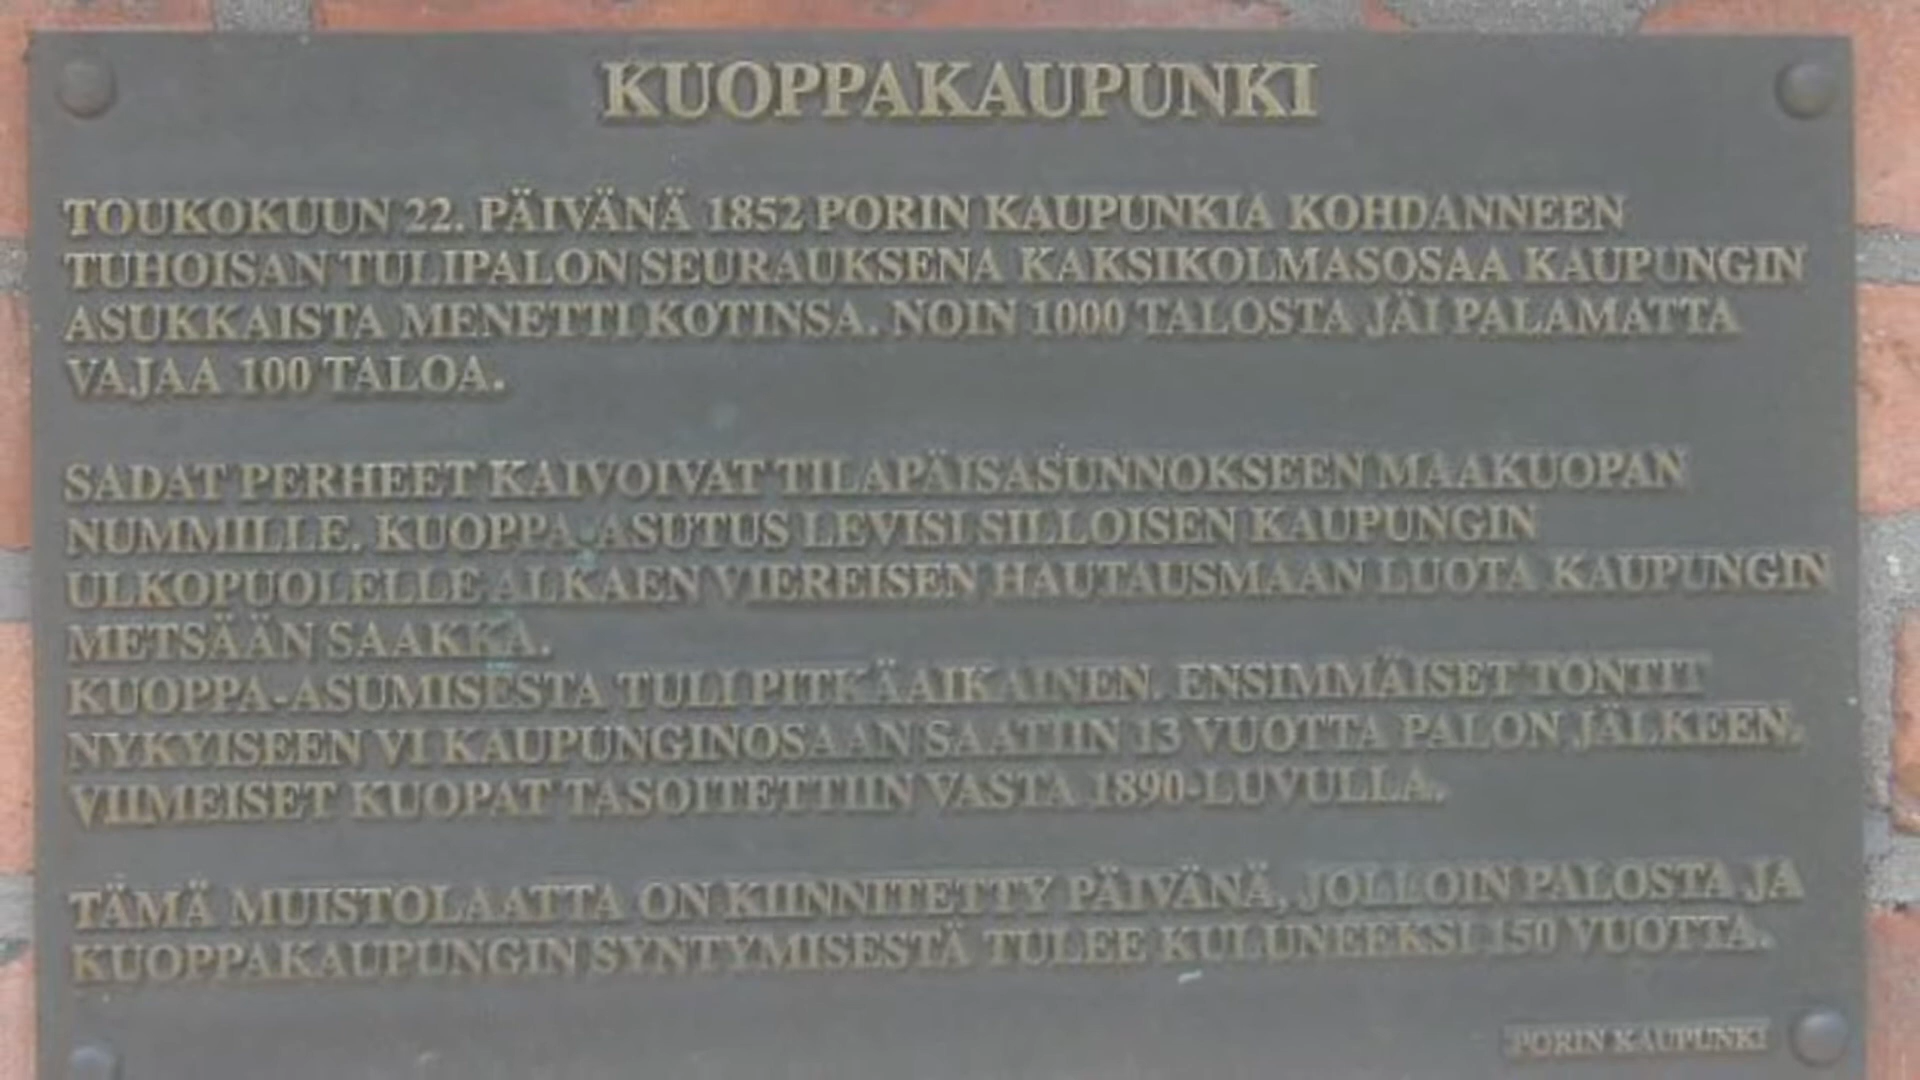 KUOPPAKAUPUNKI
TOUKOKUUN 22. PÄIVÄNÄ 1852 PORIN KAUPUNKIA KOHDANNEEN
TUHOISAN TULIPALON SEURAUKSENA KAKSIKOLMASOSAA KAUPUNGIN
ASUKKAISTA MENETTI KOTINSA. NOIN 1000 TALOSTA JÄI PALAMATTA
VAJAA 100 TALOA.
SADAT PERHEET KAIVOIVAT TILAPÄISASUNNOKSEEN MAAKUOPAN
NUMMILLE. KUOPPA-ASUTUS LEVISI SILLOISEN KAUPUNGIN
ULKOPUOLELLE ALKAEN VIEREISEN HAUTAUSMAAN LUOTA KAUPUNGIN
METSÄÄN SAAKKA.
KUOPPA-ASUMISESTA TULI PITKÄAIKAINEN. ENSIMMÄISET TONTIT
NYKYISEEN VI KAUPUNGINOSAAN SAATIIN 13 VUOTTA PALON JÄLKEEN.
VIIMEISET KUOPAT TASOITETTIIN VASTA 1890-LUVULLA.
TÄMÄ MUISTOLAATTA ON KIINNITETTY PÄIVÄNÄ, JOLLOIN PALOSTA JA
KUOPPAKAUPUNGIN SYNTYMISESTÄ TULEE KULUNEEKSI 150 VUOTTA.
PORIN KAUPUNKI